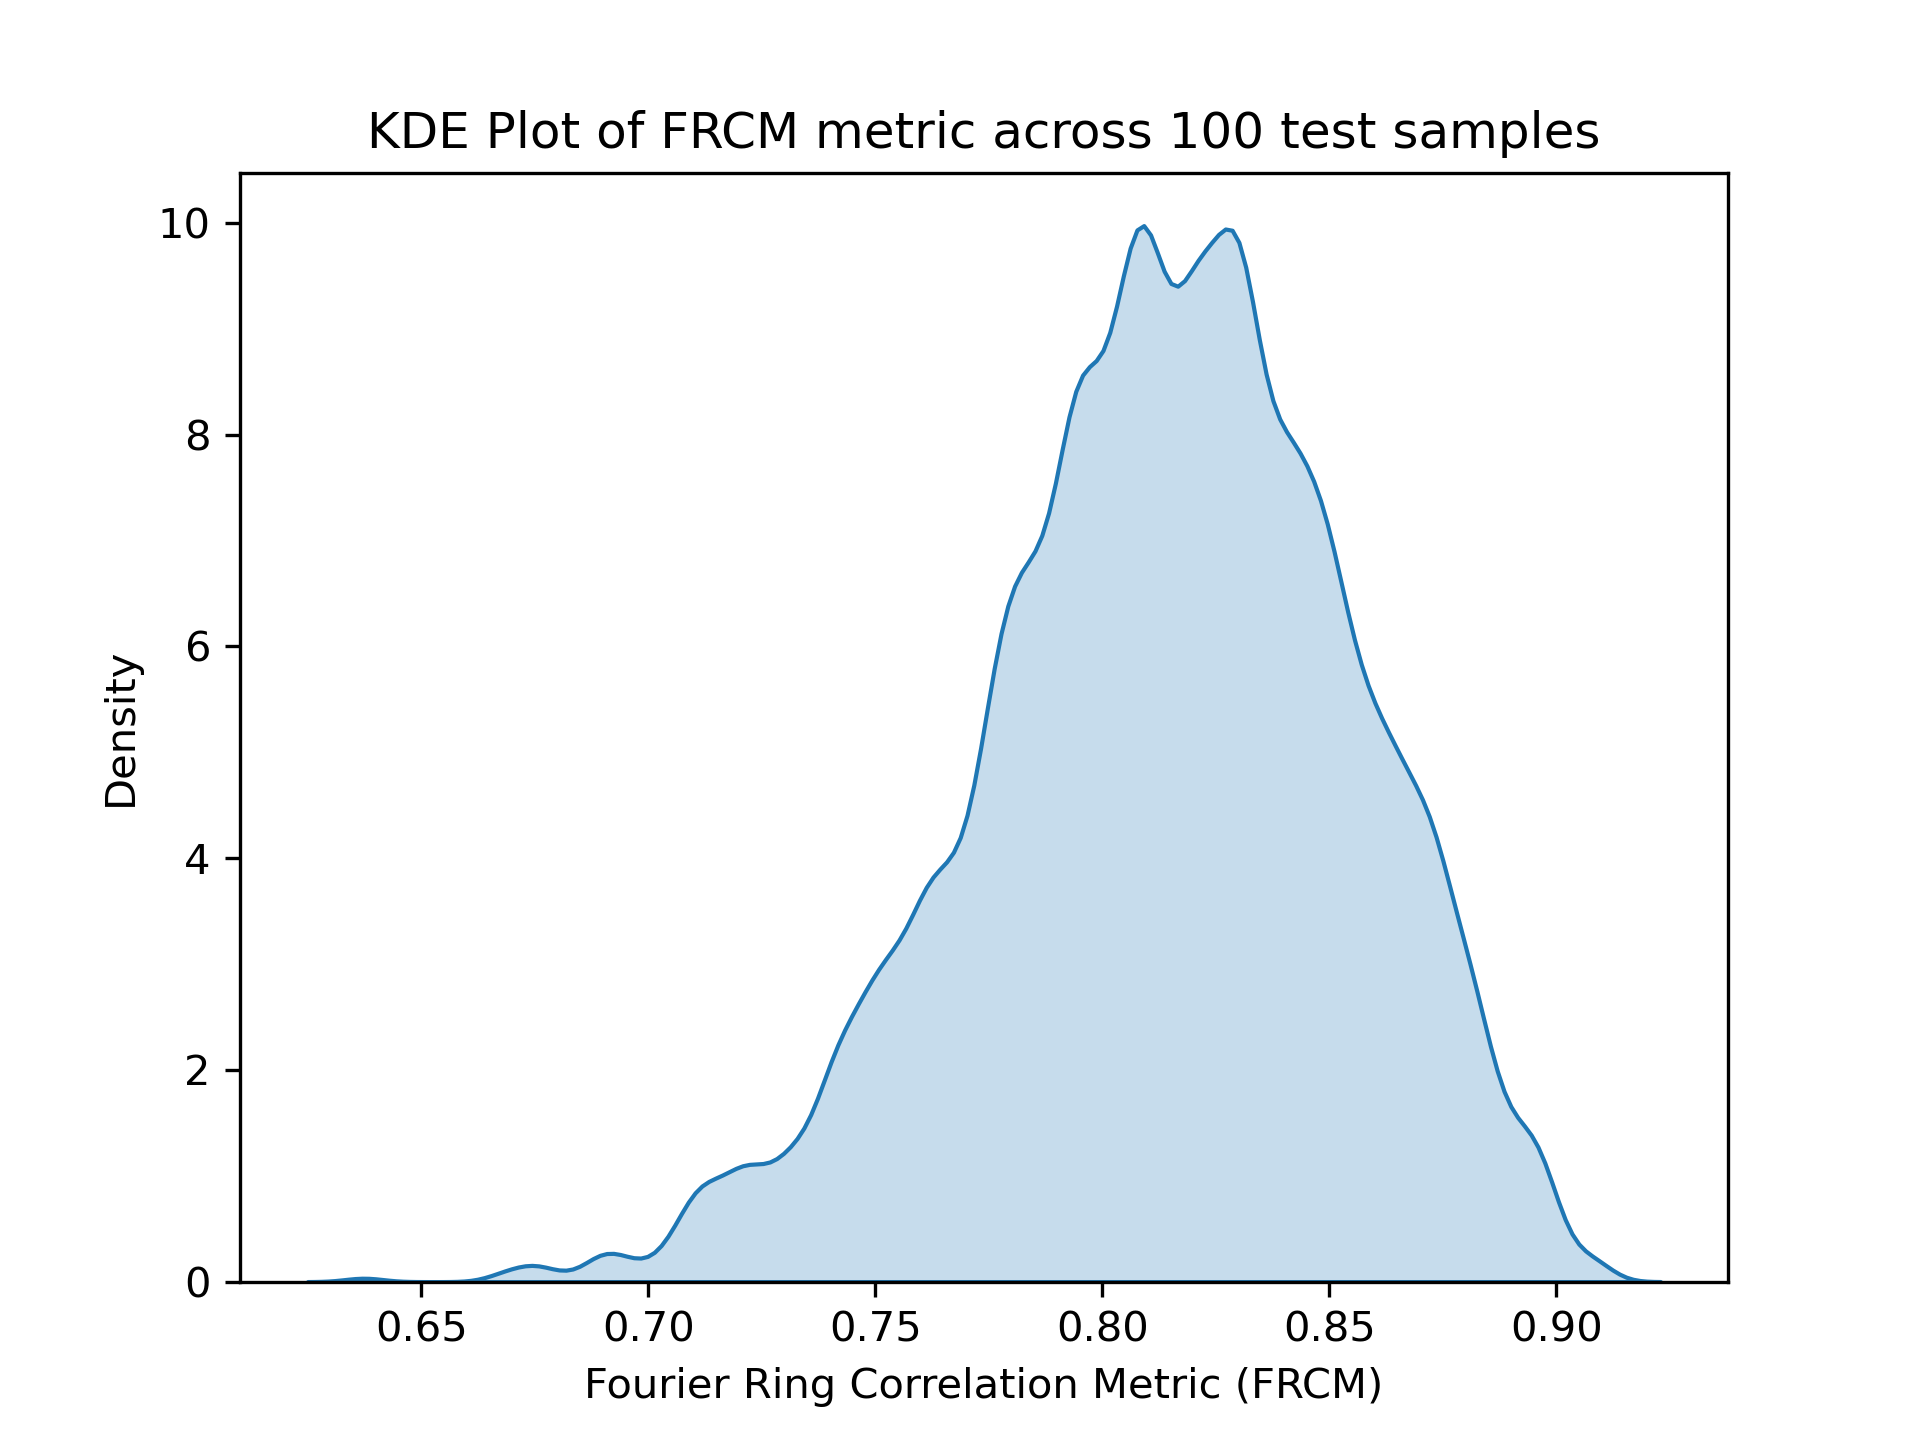 KDE Plot of FRCM metric across 100 test samples
10
8
6
4
2
0
Density
0.65 0.70 0.75 0.80 0.85 0.90
Fourier Ring Correlation Metric (FRCM)